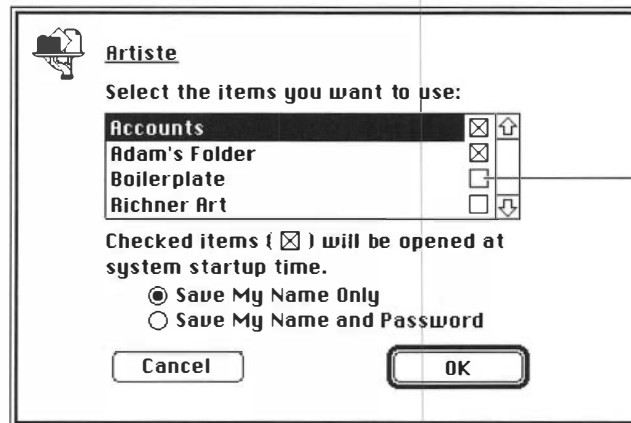 Artiste
Select the items you want to use:
Accounts
Adam's Folder
Boilerplate
Richner Art
Checked items ( ☒ ) will be opened at
system startup time.
Save My Name Only
Save My Name and Password
Cancel
OK